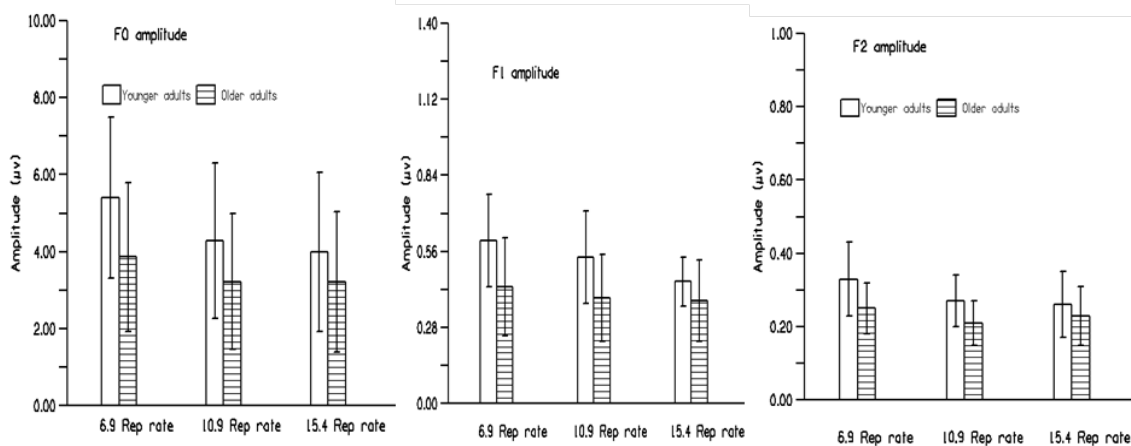 F0 amplitude
Younger adults
Older adults
Amplitude (μv)
10.00
8.00
6.00
4.00
2.00
0.00
6.9 Rep rate
10.9 Rep rate
15.4 Rep rate
F1 amplitude
Amplitude (μv)
1.40
1.12
0.84
0.56
0.28
0.00
6.9 Rep rate
10.9 Rep rate
15.4 Rep rate
F2 amplitude
Younger adults
Older adults
Amplitude (μv)
1.00
0.80
0.60
0.40
0.20
0.00
6.9 Rep rate
10.9 Rep rate
15.4 Rep rate